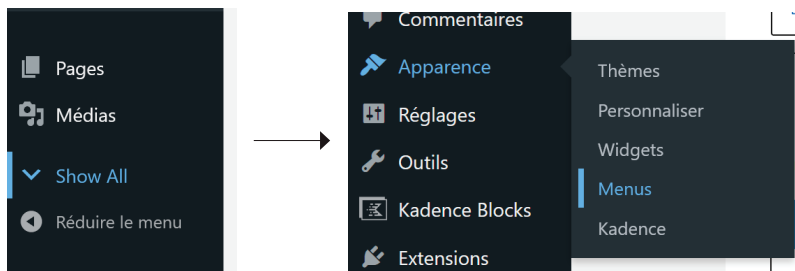 Pages
Médias
Show All
Réduire le menu
Commentaires
Apparence
Réglages
Outils
Kadence Blocks
Extensions
Thèmes
Personnaliser
Widgets
Menus
Kadence